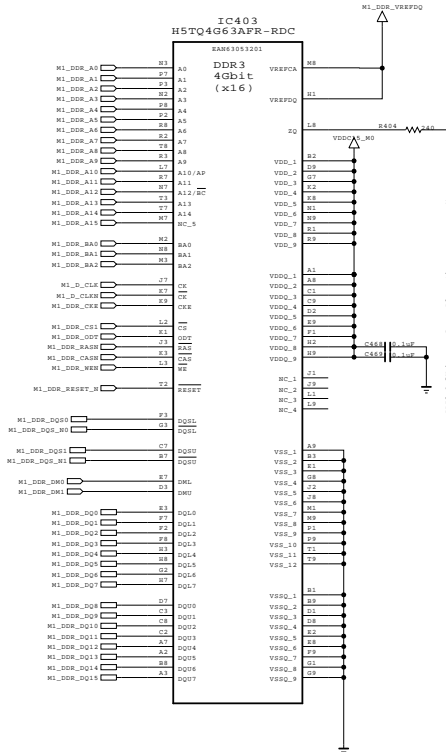 M1_DDR_VREFDQ
IC403
H5TQ4G63AFR-RDC
EAN63053201
DDR3
4Gbit
(x16)
M1_DDR_A0 N3 A0
M1_DDR_A1 P7 A1
M1_DDR_A2 P3 A2
M1_DDR_A3 N2 A3
M1_DDR_A4 P8 A4
M1_DDR_A5 P2 A5
M1_DDR_A6 R8 A6
M1_DDR_A7 R2 A7
M1_DDR_A8 T8 A8
M1_DDR_A9 R3 A9
M1_DDR_A10 L7 A10/AP
M1_DDR_A11 R7 A11
M1_DDR_A12 N7 A12/BC
M1_DDR_A13 T3 A13
M1_DDR_A14 T7 A14
M1_DDR_A15 M7 NC_5
M1_DDR_BA0 M2 BA0
M1_DDR_BA1 N8 BA1
M1_DDR_BA2 M3 BA2
M1_D_CLK J7 CK
M1_D_CLKN K7 CK
M1_DDR_CKE K9 CKE
M1_DDR_CS1 L2 CS
M1_DDR_ODT K1 ODT
M1_DDR_RASN J3 RAS
M1_DDR_CASN K3 CAS
M1_DDR_WEN L3 WE
M1_DDR_RESET_N T2 RESET
M1_DDR_DQS0 F3 DQSL
M1_DDR_DQS_N0 G3 DQSL
M1_DDR_DQS1 C7 DQSU
M1_DDR_DQS_N1 B7 DQSU
M1_DDR_DM0 E7 DML
M1_DDR_DM1 D3 DMU
M1_DDR_DQ0 E3 DQL0
M1_DDR_DQ1 F7 DQL1
M1_DDR_DQ2 F2 DQL2
M1_DDR_DQ3 F8 DQL3
M1_DDR_DQ4 H3 DQL4
M1_DDR_DQ5 H8 DQL5
M1_DDR_DQ6 G2 DQL6
M1_DDR_DQ7 H7 DQL7
M1_DDR_DQ8 D7 DQU0
M1_DDR_DQ9 C3 DQU1
M1_DDR_DQ10 C8 DQU2
M1_DDR_DQ11 C2 DQU3
M1_DDR_DQ12 A7 DQU4
M1_DDR_DQ13 A2 DQU5
M1_DDR_DQ14 B8 DQU6
M1_DDR_DQ15 A3 DQU7
VREFCA M8
VREFDQ H1
ZQ L8 R404 240
VDDC15_M0
VDD_1 B2
VDD_2 D9
VDD_3 G7
VDD_4 K2
VDD_5 K8
VDD_6 N1
VDD_7 N9
VDD_8 R1
VDD_9 R9
VDDQ_1 A1
VDDQ_2 A8
VDDQ_3 C1
VDDQ_4 C9
VDDQ_5 D2
VDDQ_6 E9
VDDQ_7 F1
VDDQ_8 H2 C468 0.1uF
VDDQ_9 H9 C469 0.1uF
NC_1 J1
NC_2 J9
NC_3 L1
NC_4 L9
VSS_1 A9
VSS_2 B3
VSS_3 E1
VSS_4 G8
VSS_5 J2
VSS_6 J8
VSS_7 M1
VSS_8 M9
VSS_9 P1
VSS_10 P9
VSS_11 T1
VSS_12 T9
VSSQ_1 B1
VSSQ_2 B9
VSSQ_3 D1
VSSQ_4 D8
VSSQ_5 E2
VSSQ_6 E8
VSSQ_7 F9
VSSQ_8 G1
VSSQ_9 G9